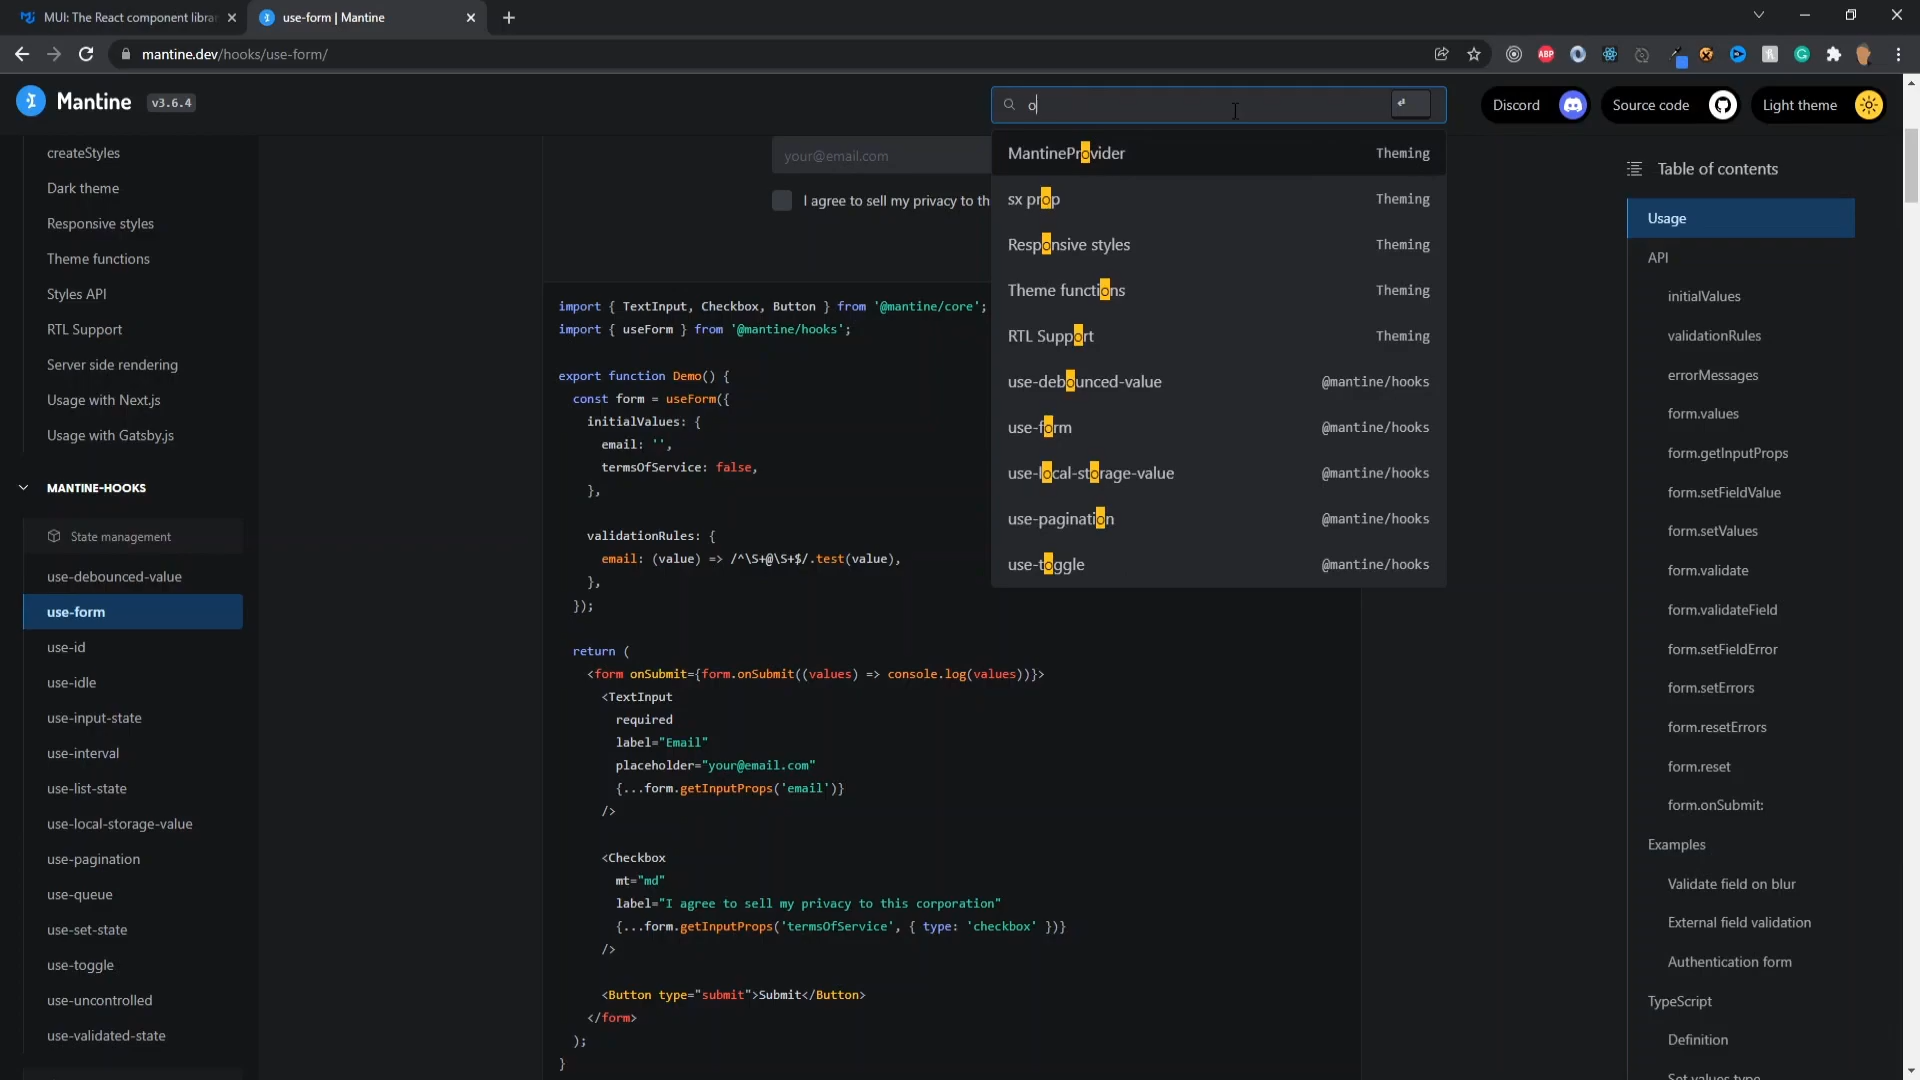 MUI: The React component librar
use-form | Mantine
mantine.dev/hooks/use-form/
ABP
Mantine
v3.6.4
o
Discord
Source code
Light theme
createStyles
Dark theme
Responsive styles
Theme functions
Styles API
RTL Support
Server side rendering
Usage with Next.js
Usage with Gatsby.js
MANTINE-HOOKS
State management
use-debounced-value
use-form
use-id
use-idle
use-input-state
use-interval
use-list-state
use-local-storage-value
use-pagination
use-queue
use-set-state
use-toggle
use-uncontrolled
use-validated-state
your@email.com
I agree to sell my privacy to th
MantineProvider Theming
sx prop Theming
Responsive styles Theming
Theme functions Theming
RTL Support Theming
use-debounced-value @mantine/hooks
use-form @mantine/hooks
use-local-storage-value @mantine/hooks
use-pagination @mantine/hooks
use-toggle @mantine/hooks
import { TextInput, Checkbox, Button } from '@mantine/core';
import { useForm } from '@mantine/hooks';
export function Demo() {
const form = useForm({
initialValues: {
email: '',
termsOfService: false,
},
validationRules: {
email: (value) => /^\S+@\S+$/.test(value),
},
});
return (
<form onSubmit={form.onSubmit((values) => console.log(values))}>
<TextInput
required
label="Email"
placeholder="your@email.com"
{...form.getInputProps('email')}
/>
<Checkbox
mt="md"
label="I agree to sell my privacy to this corporation"
{...form.getInputProps('termsOfService', { type: 'checkbox' })}
/>
<Button type="submit">Submit</Button>
</form>
);
}
Table of contents
Usage
API
initialValues
validationRules
errorMessages
form.values
form.getInputProps
form.setFieldValue
form.setValues
form.validate
form.validateField
form.setFieldError
form.setErrors
form.resetErrors
form.reset
form.onSubmit:
Examples
Validate field on blur
External field validation
Authentication form
TypeScript
Definition
Set values type